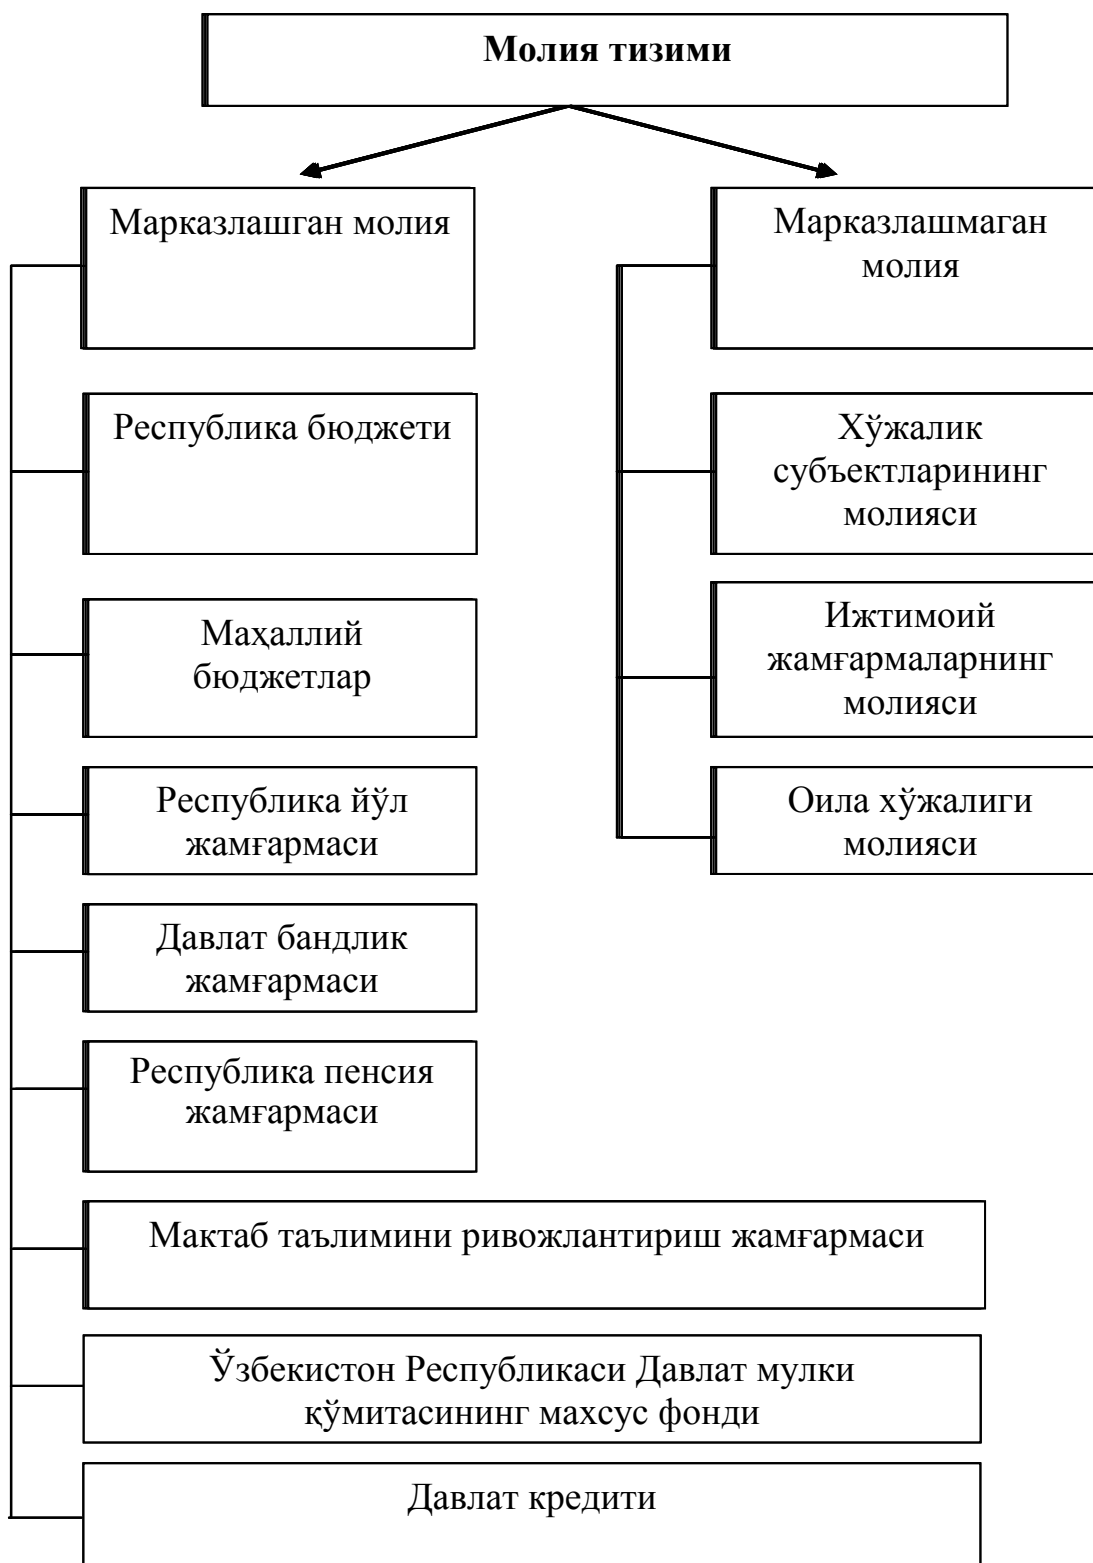 Молия тизими
Марказлашган молия
Республика бюджети
Маҳаллий
бюджетлар
Республика йўл
жамғармаси
Давлат бандлик
жамғармаси
Республика пенсия
жамғармаси
Мактаб таълимини ривожлантириш жамғармаси
Ўзбекистон Республикаси Давлат мулки
қўмитасининг махсус фонди
Давлат кредити
Марказлашмаган
молия
Хўжалик
субъектларининг
молияси
Ижтимоий
жамғармаларнинг
молияси
Оила хўжалиги
молияси